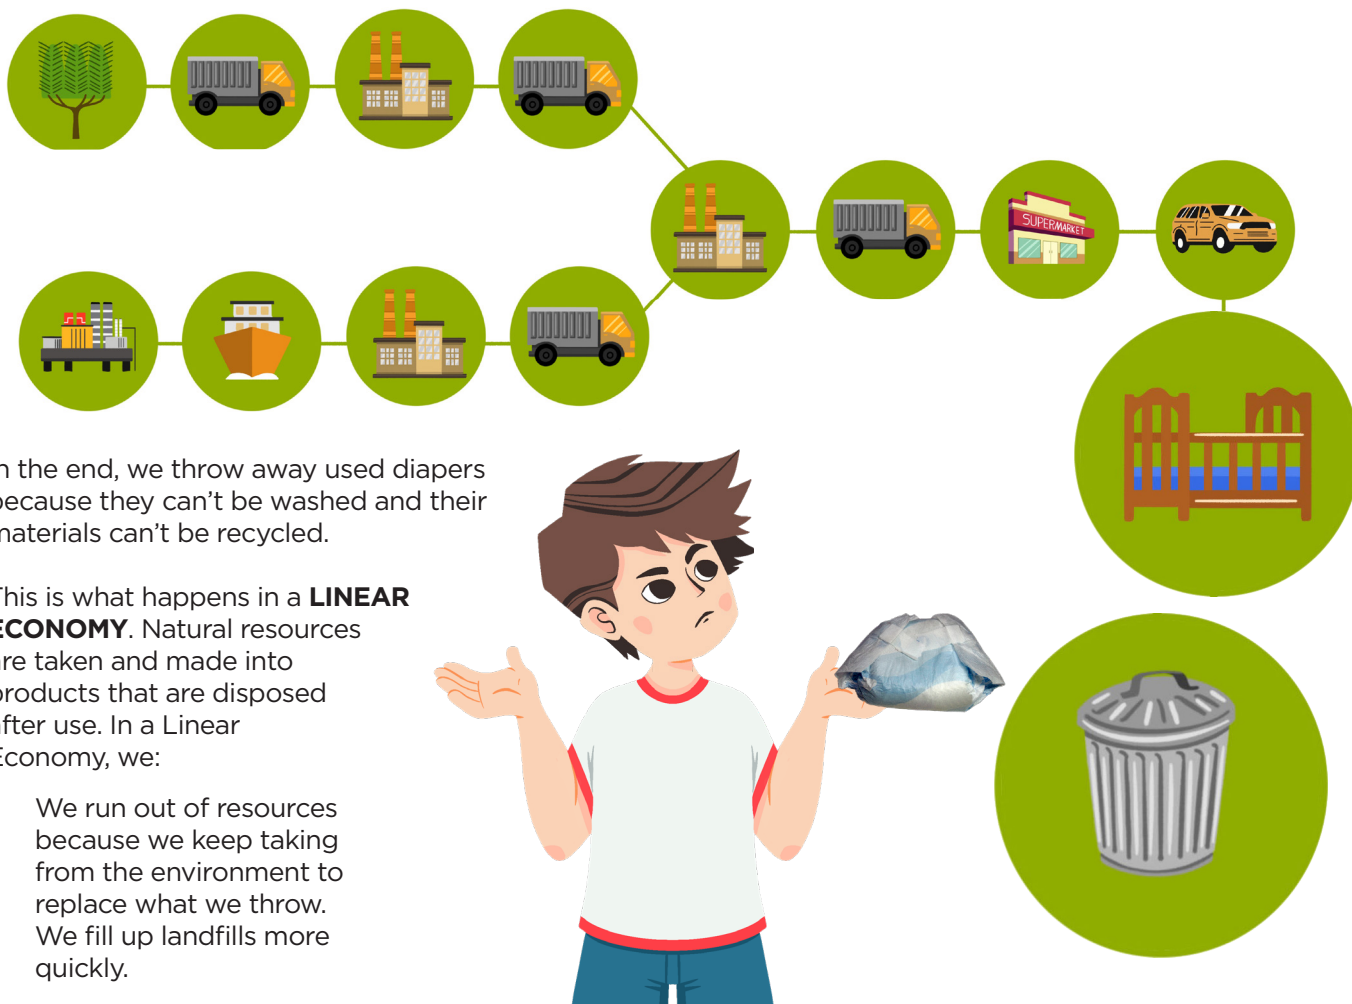 SUPERMARKET
n the end, we throw away used diapers
because they can't be washed and their
materials can't be recycled.
This is what happens in a LINEAR
ECONOMY. Natural resources
are taken and made into
products that are disposed
after use. In a Linear
Economy, we:
We run out of resources
because we keep taking
from the environment to
replace what we throw.
We fill up landfills more
quickly.